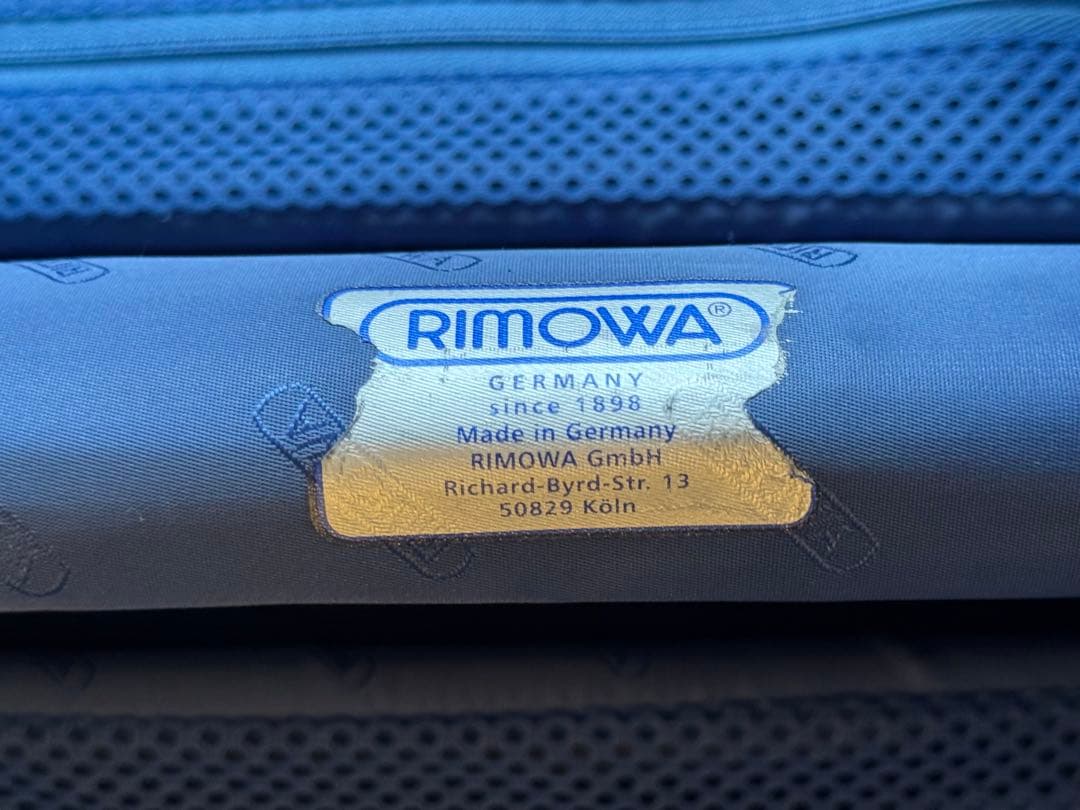 RIMOWA®
GERMANY
since 1898
Made in Germany
RIMOWA GmbH
Richard-Byrd-Str. 13
50829 Köln